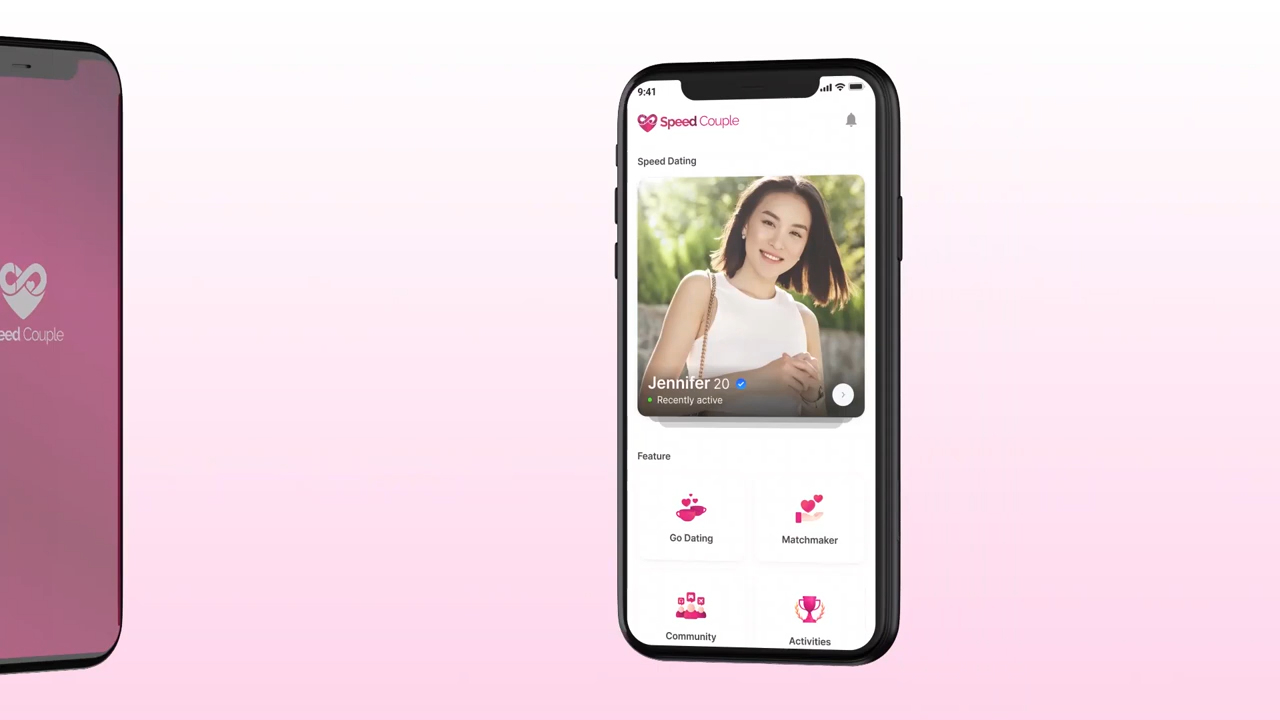 eed Couple
9:41
Speed Couple
Speed Dating
Jennifer 20
Recently active
Feature
Go Dating
Matchmaker
Community
Activities